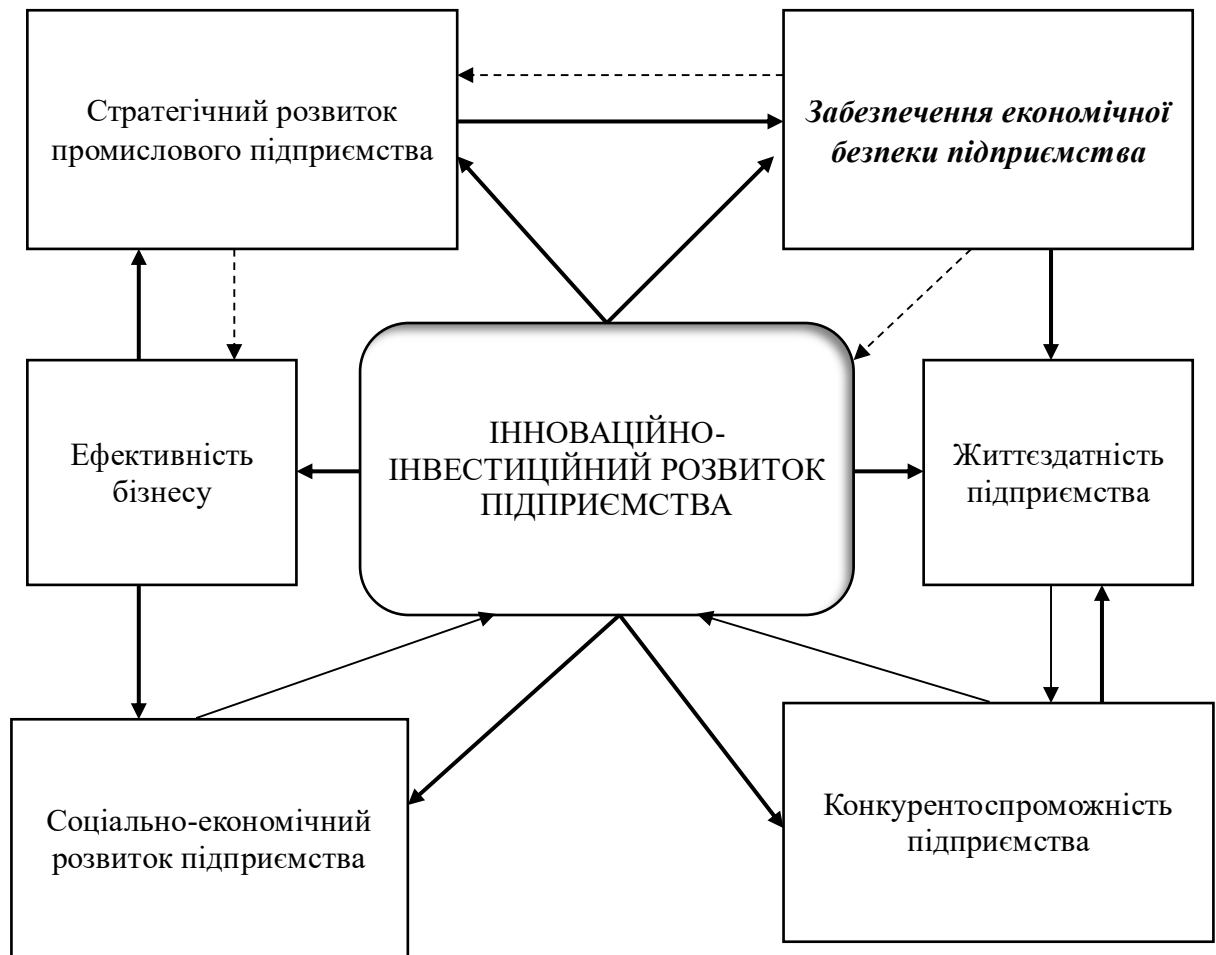 Стратегічний розвиток
промислового підприємства
Забезпечення економічної
безпеки підприємства
Ефективність
бізнесу
ІННОВАЦІЙНО-
ІНВЕСТИЦІЙНИЙ РОЗВИТОК
ПІДПРИЄМСТВА
Життєздатність
підприємства
Соціально-економічний
розвиток підприємства
Конкурентоспроможність
підприємства